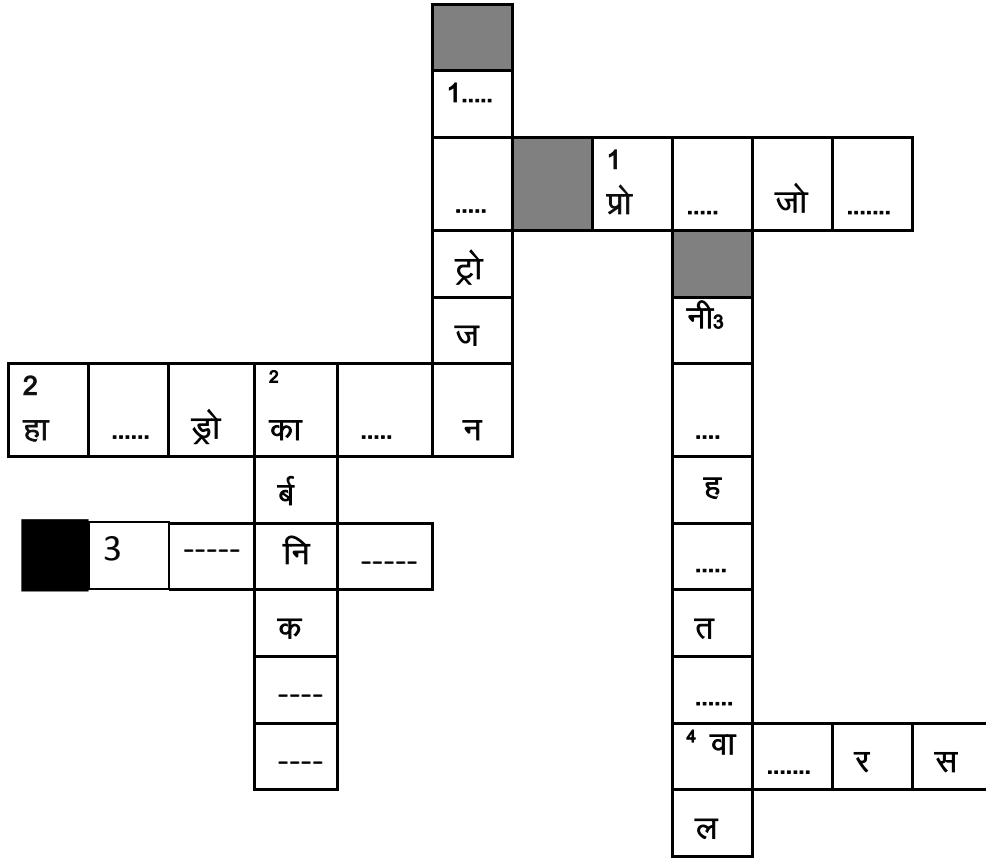 1.....
..... 1 प्रो ..... जो .......
ट्रो
नी3
ज
2 हा ...... ड्रो 2 का ..... न ....
र्ब ह
3 ----- नि ----- .....
क त
---- ......
---- 4 वा ....... र स
ल